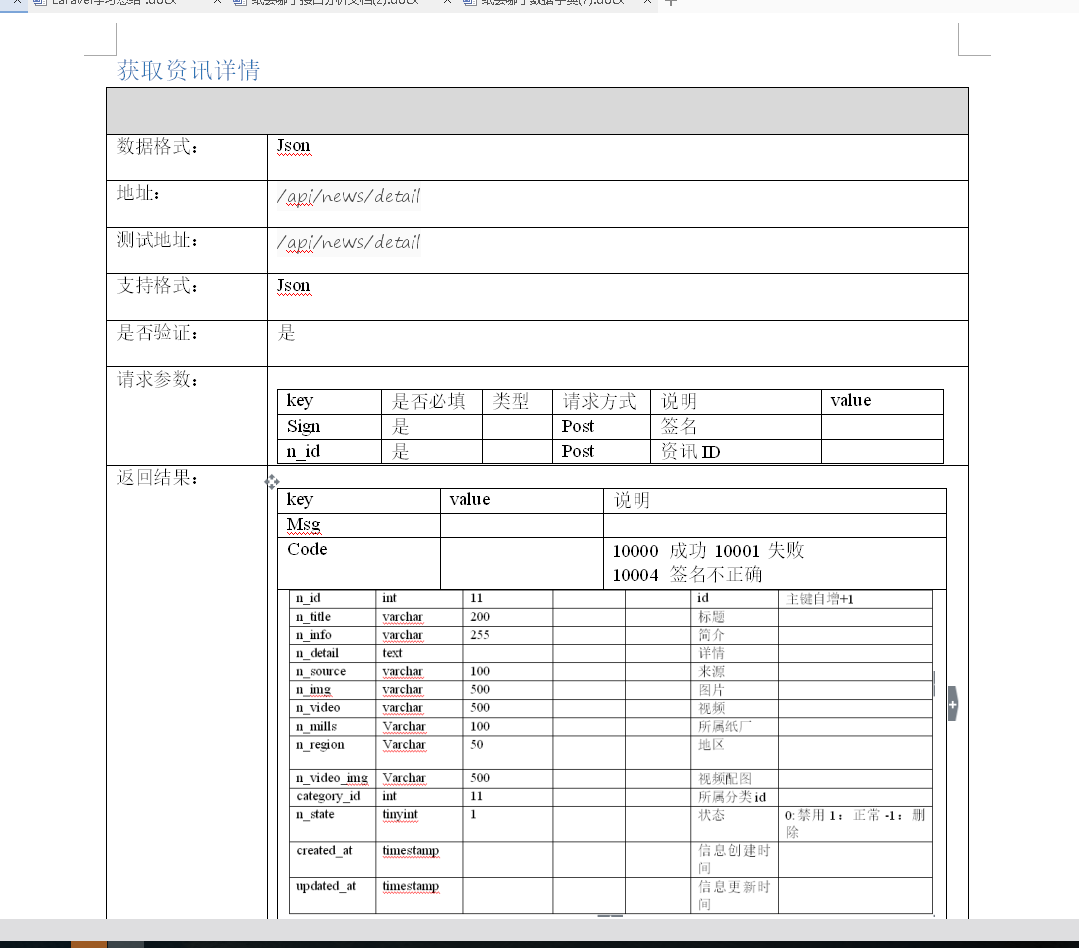 获取资讯详情
数据格式： Json
地址： /api/news/detail
测试地址： /api/news/detail
支持格式： Json
是否验证： 是
请求参数：
key 是否必填 类型 请求方式 说明 value
Sign 是 Post 签名
n_id 是 Post 资讯 ID
返回结果：
key value 说明
Msg
Code 10000 成功 10001 失败
10004 签名不正确
n_id int 11 id 主键自增+1
n_title varchar 200 标题
n_info varchar 255 简介
n_detail text 详情
n_source varchar 100 来源
n_img varchar 500 图片
n_video varchar 500 视频
n_mills Varchar 100 所属纸厂
n_region Varchar 50 地区
n_video_img Varchar 500 视频配图
category_id int 11 所属分类 id
n_state tinyint 1 状态 0: 禁用 1：正常 -1：删
除
created_at timestamp 信息创建时
间
updated_at timestamp 信息更新时
间